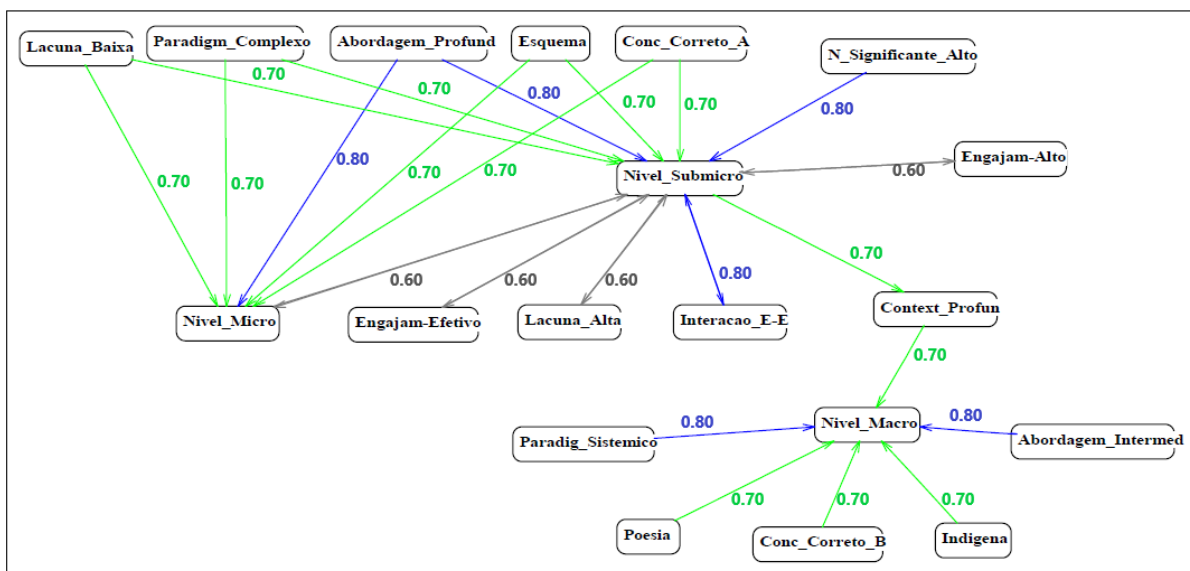 Lacuna_Baixa
Paradigm_Complexo
Abordagem_Profund
Esquema
Conc_Correto_A
N_Significante_Alto
0.70
0.80
0.70
0.70
0.80
0.80
0.70
0.70
0.70
0.70
Engajam-Alto
0.60
Nivel_Submicro
0.70
0.60
0.60
0.60
0.80
Nivel_Micro
Engajam-Efetivo
Lacuna_Alta
Interacao_E-E
Context_Profun
0.70
0.80
0.80
Paradig_Sistemico
Nivel_Macro
Abordagem_Intermed
0.70
0.70
0.70
Poesia
Conc_Correto_B
Indigena